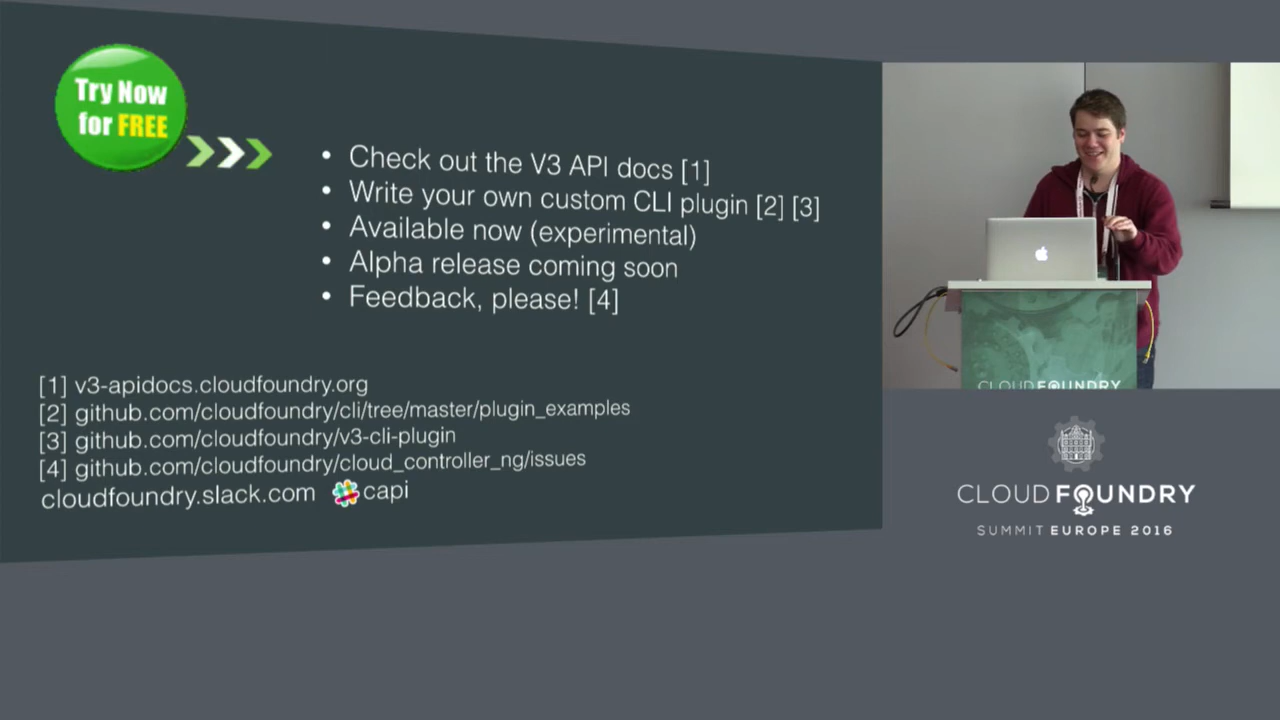 Try Now
for FREE
• Check out the V3 API docs [1]
• Write your own custom CLI plugin [2] [3]
• Available now (experimental)
• Alpha release coming soon
• Feedback, please! [4]
[1] v3-apidocs.cloudfoundry.org
[2] github.com/cloudfoundry/cli/tree/master/plugin_examples
[3] github.com/cloudfoundry/v3-cli-plugin
[4] github.com/cloudfoundry/cloud_controller_ng/issues
cloudfoundry.slack.com capi
CLOUD FOUNDRY
CLOUD FOUNDRY
SUMMIT EUROPE 2016